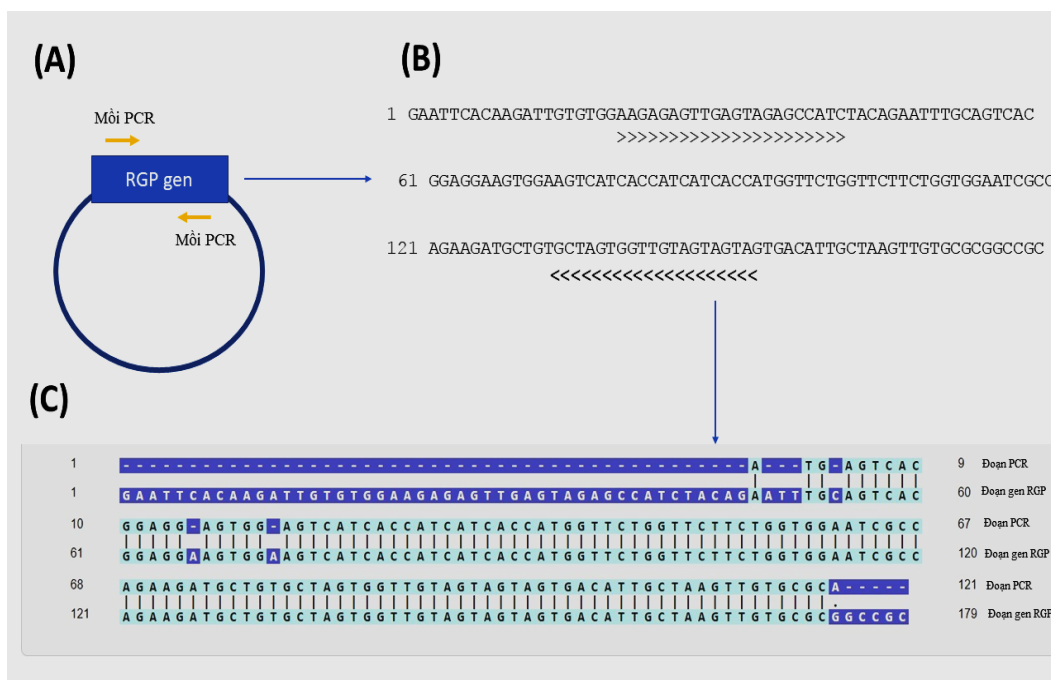 (A)
Mồi PCR
RGP gen
Mồi PCR
(B)
1 GAATTCACAAGATTGTGTGGAAGAGAGTTGAGTAGAGCCATCTACAGAATTTGCAGTCAC
>>>>>>>>>>>>>>>>>>>>>>
61 GGAGGAAGTGGAAGTCATCACCATCATCACCATGGTTCTGGTTCTTCTGGTGGAATCGCC
121 AGAAGATGCTGTGCTAGTGGTTGTAGTAGTAGTGACATTGCTAAGTTGTGCGCGGCCGC
<<<<<<<<<<<<<<<<<<<<
(C)
1 -----------------------------------------------A---TG-AGTCAC 9 Đoạn PCR
1 GAATTCACAAGATTGTGTGGAAGAGAGTTGAGTAGAGCCATCTACAGAATTTGCAGTCAC 60 Đoạn gen RGP
10 GGAGG-AGTGG-AGTCATCACCATCATCACCATGGTTCTGGTTCTTCTGGTGGAATCGCC 67 Đoạn PCR
61 GGAGGAAGTGGAAGTCATCACCATCATCACCATGGTTCTGGTTCTTCTGGTGGAATCGCC 120 Đoạn gen RGP
68 AGAAGATGCTGTGCTAGTGGTTGTAGTAGTAGTGACATTGCTAAGTTGTGCGCA----- 121 Đoạn PCR
121 AGAAGATGCTGTGCTAGTGGTTGTAGTAGTAGTGACATTGCTAAGTTGTGCGCGGCCGC 179 Đoạn gen RGP